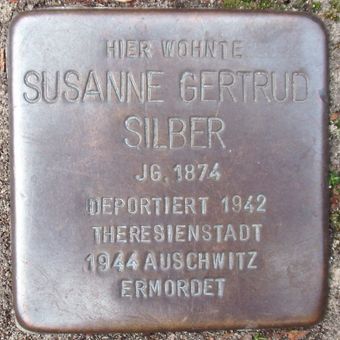 HIER WOHNTE
SUSANNE GERTRUD
SILBER
JG. 1874
DEPORTIERT 1942
THERESIENSTADT
1944 AUSCHWITZ
ERMORDET